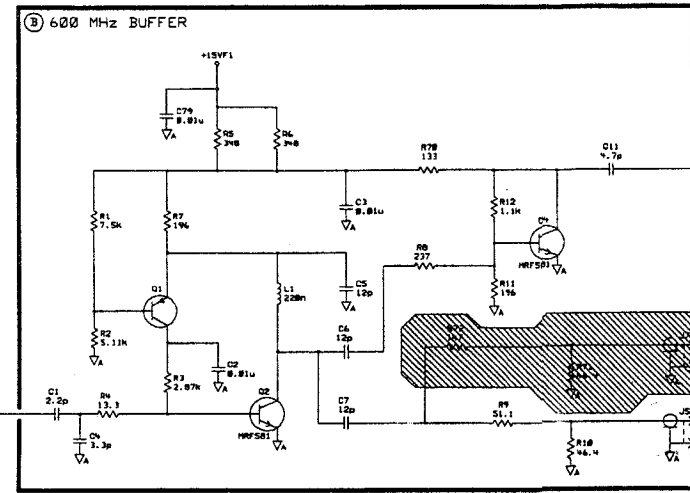 B 600 MHz BUFFER
+15VF1
C79
0.01u
A
R5
348
R6
348
R70
133
C11
4.7p
R1
7.5k
R7
196
C3
0.01u
A
R12
1.1k
Q4
MRF581
A
R8
237
L1
220n
C5
12p
A
R11
196
A
Q1
R2
5.11k
A
C6
12p
C2
0.01u
A
R3
2.87k
C1
2.2p
R4
13.3
Q2
MRF581
A
C7
12p
R9
51.1
J5
A
C4
3.3p
A
R10
46.4
A